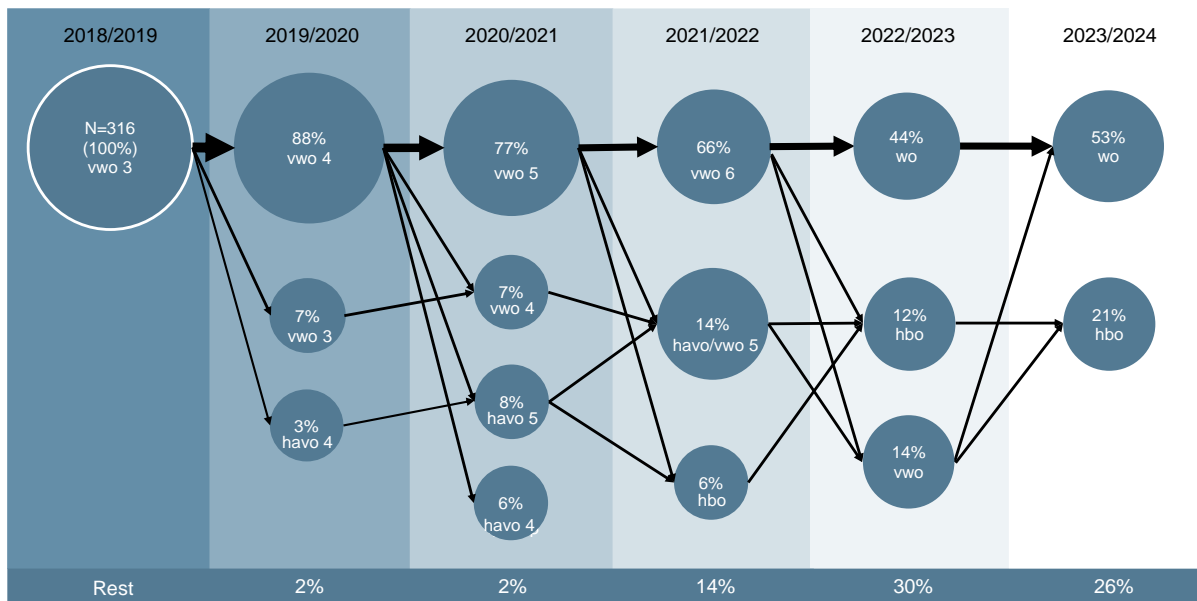 2018/2019
2019/2020
2020/2021
2021/2022
2022/2023
2023/2024
N=316
(100%)
vwo 3
88%
vwo 4
77%
vwo 5
66%
vwo 6
44%
wo
53%
wo
7%
vwo 3
7%
vwo 4
14%
havo/vwo 5
12%
hbo
21%
hbo
3%
havo 4
8%
havo 5
6%
havo 4
6%
hbo
14%
vwo
Rest
2%
2%
14%
30%
26%